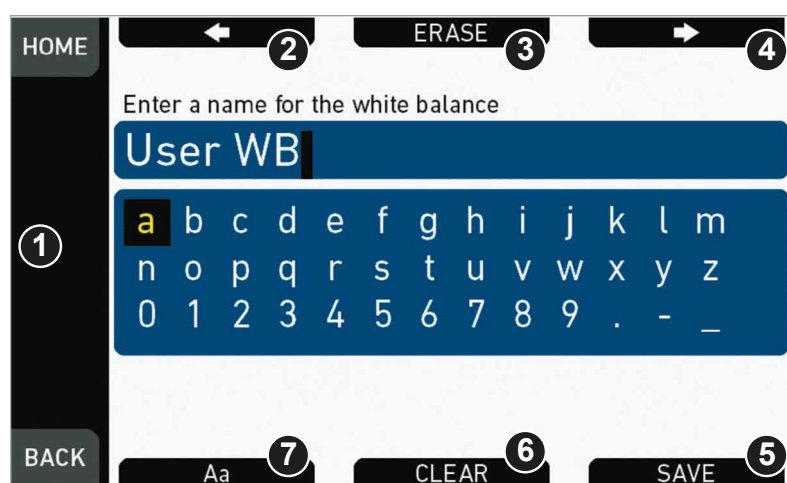 HOME
2
ERASE
3
4
Enter a name for the white balance
User WB
1
a b c d e f g h i j k l m
n o p q r s t u v w x y z
0 1 2 3 4 5 6 7 8 9 . - _
BACK
Aa
7
CLEAR
6
SAVE
5